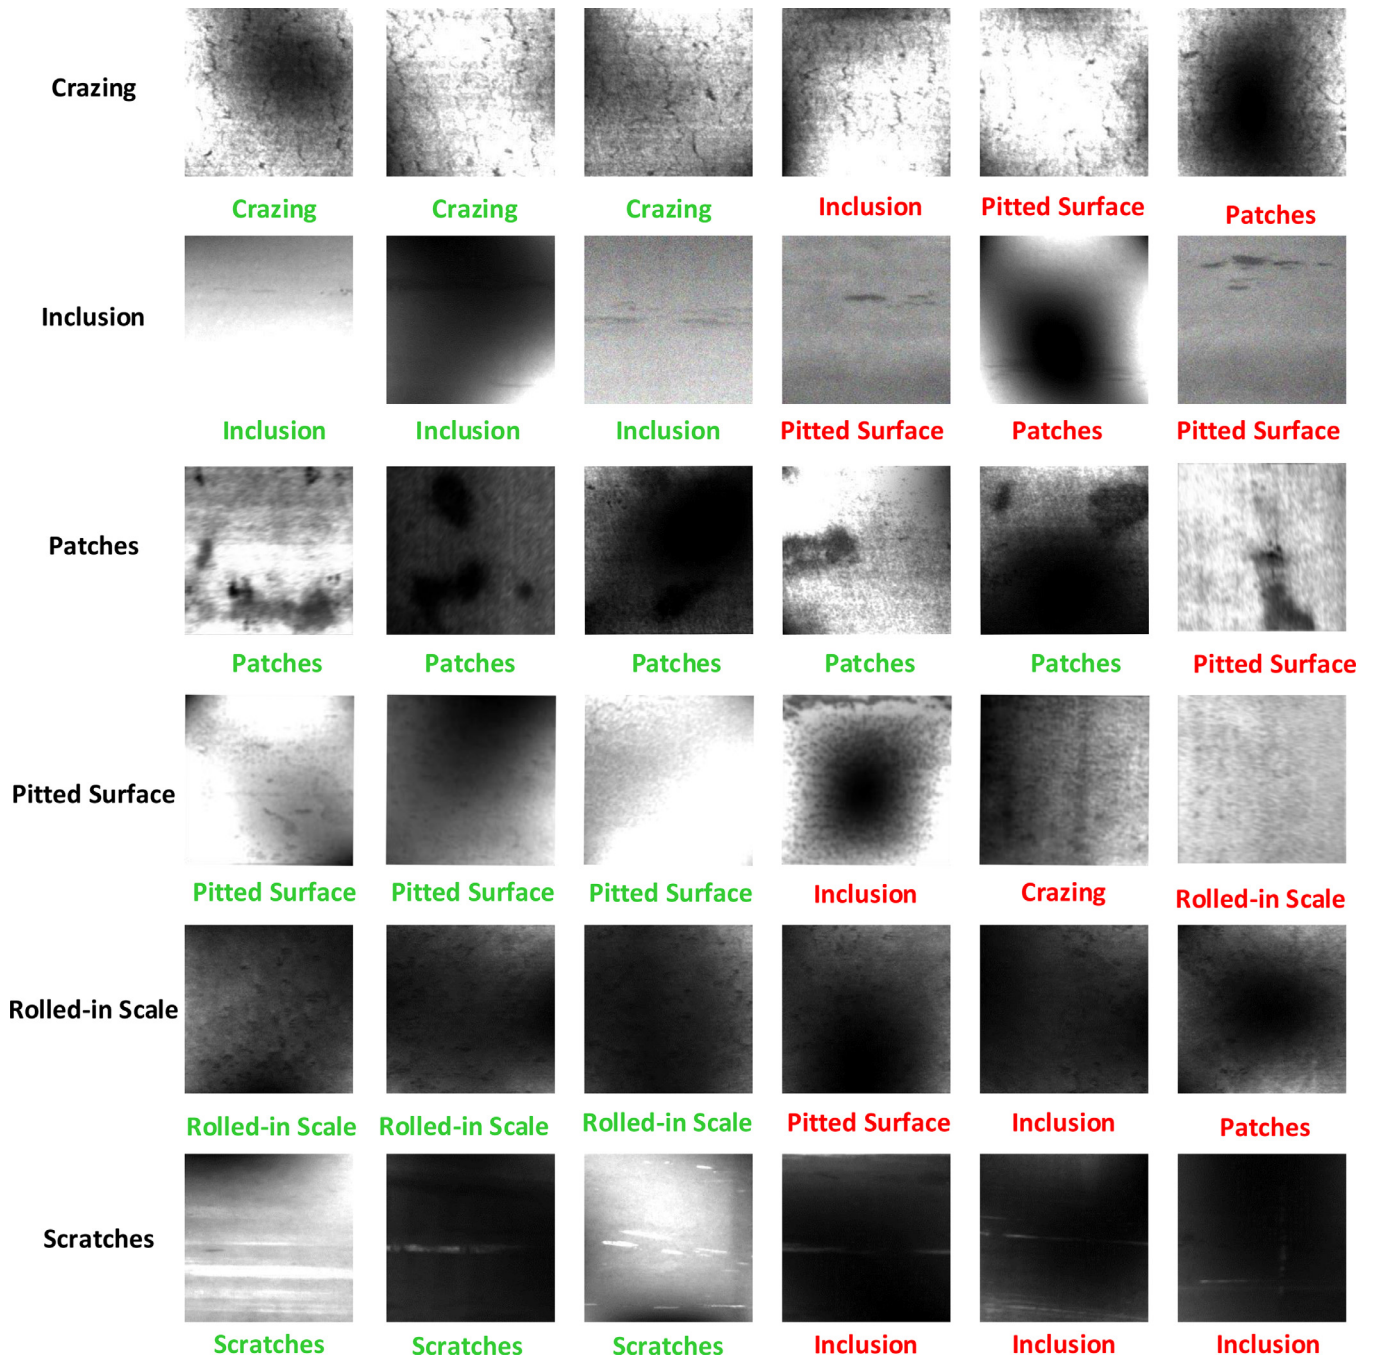 Crazing
Crazing Crazing Crazing Inclusion Pitted Surface Patches
Inclusion
Inclusion Inclusion Inclusion Pitted Surface Patches Pitted Surface
Patches
Patches Patches Patches Patches Patches Pitted Surface
Pitted Surface
Pitted Surface Pitted Surface Pitted Surface Inclusion Crazing Rolled-in Scale
Rolled-in Scale
Rolled-in Scale Rolled-in Scale Rolled-in Scale Pitted Surface Inclusion Patches
Scratches
Scratches Scratches Scratches Inclusion Inclusion Inclusion